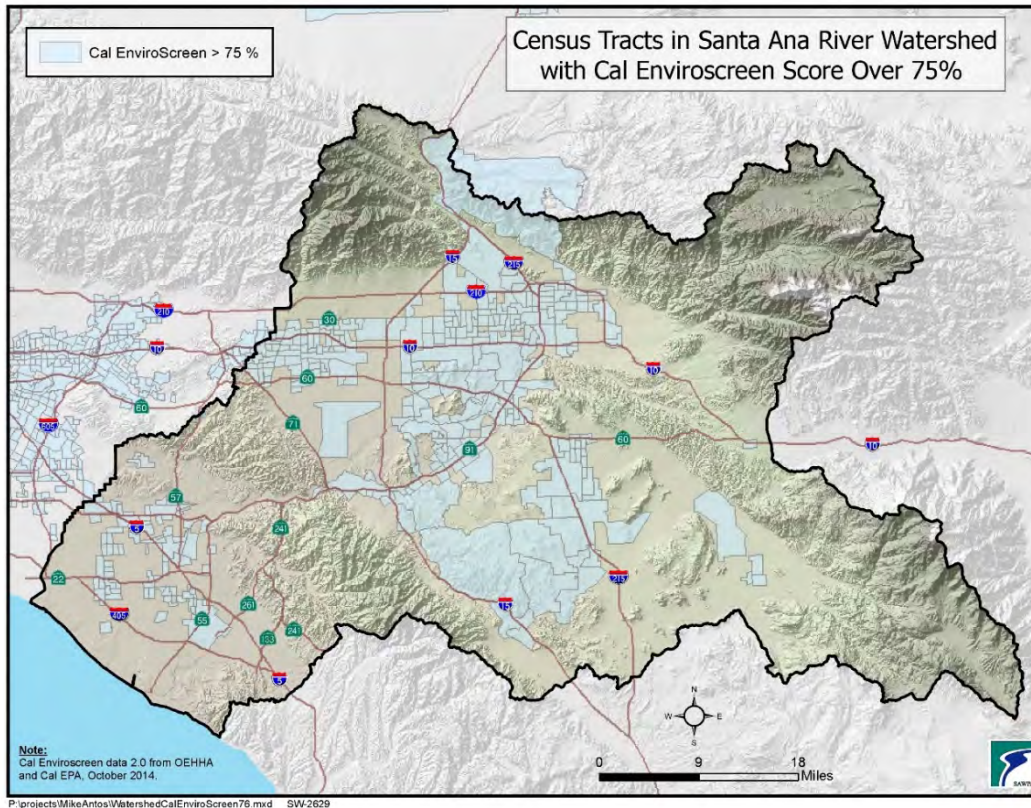 Cal EnviroScreen > 75 %
Census Tracts in Santa Ana River Watershed
with Cal Enviroscreen Score Over 75%
15
215
210
210
30
10
10
60
10
60
71
605
91
60
10
57
5
241
22
215
261
15
405
55
133
241
5
N
W
E
S
Note:
Cal Enviroscreen data 2.0 from OEHHA
and Cal EPA, October 2014.
0
9
18
Miles
SAWPA
P:\projects\MikeAntos\WatershedCalEnviroScreen76.mxd SW-2629